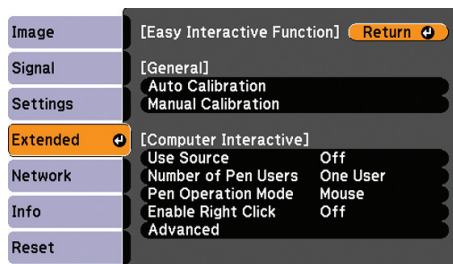 Image
Signal
Settings
Extended
Network
Info
Reset
[Easy Interactive Function] Return
[General]
Auto Calibration
Manual Calibration
[Computer Interactive]
Use Source Off
Number of Pen Users One User
Pen Operation Mode Mouse
Enable Right Click Off
Advanced